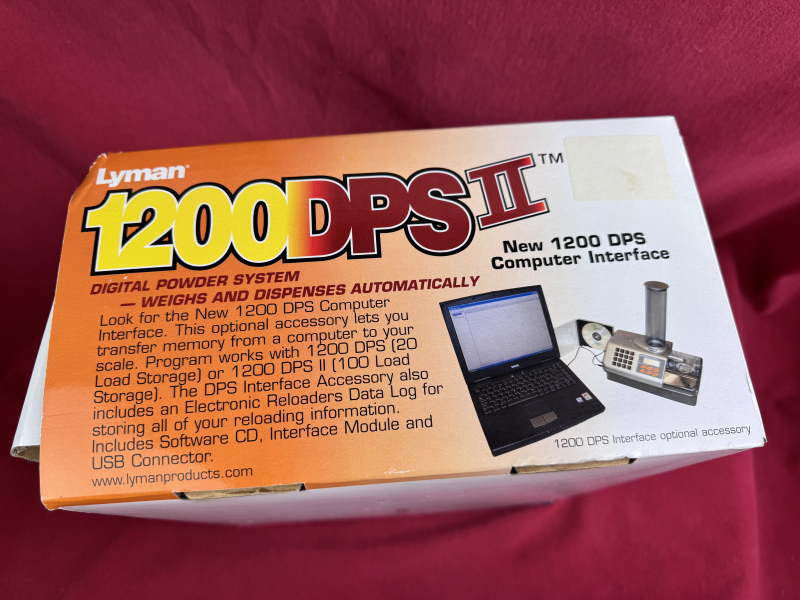 Lyman®
1200DPS II™
DIGITAL POWDER SYSTEM
— WEIGHS AND DISPENSES AUTOMATICALLY
New 1200 DPS
Computer Interface
Look for the New 1200 DPS Computer
Interface. This optional accessory lets you
transfer memory from a computer to your
scale. Program works with 1200 DPS (20
Load Storage) or 1200 DPS II (100 Load
Storage). The DPS Interface Accessory also
includes an Electronic Reloaders Data Log for
storing all of your reloading information.
Includes Software CD, Interface Module and
USB Connector.
www.lymanproducts.com
1200 DPS Interface optional accessory